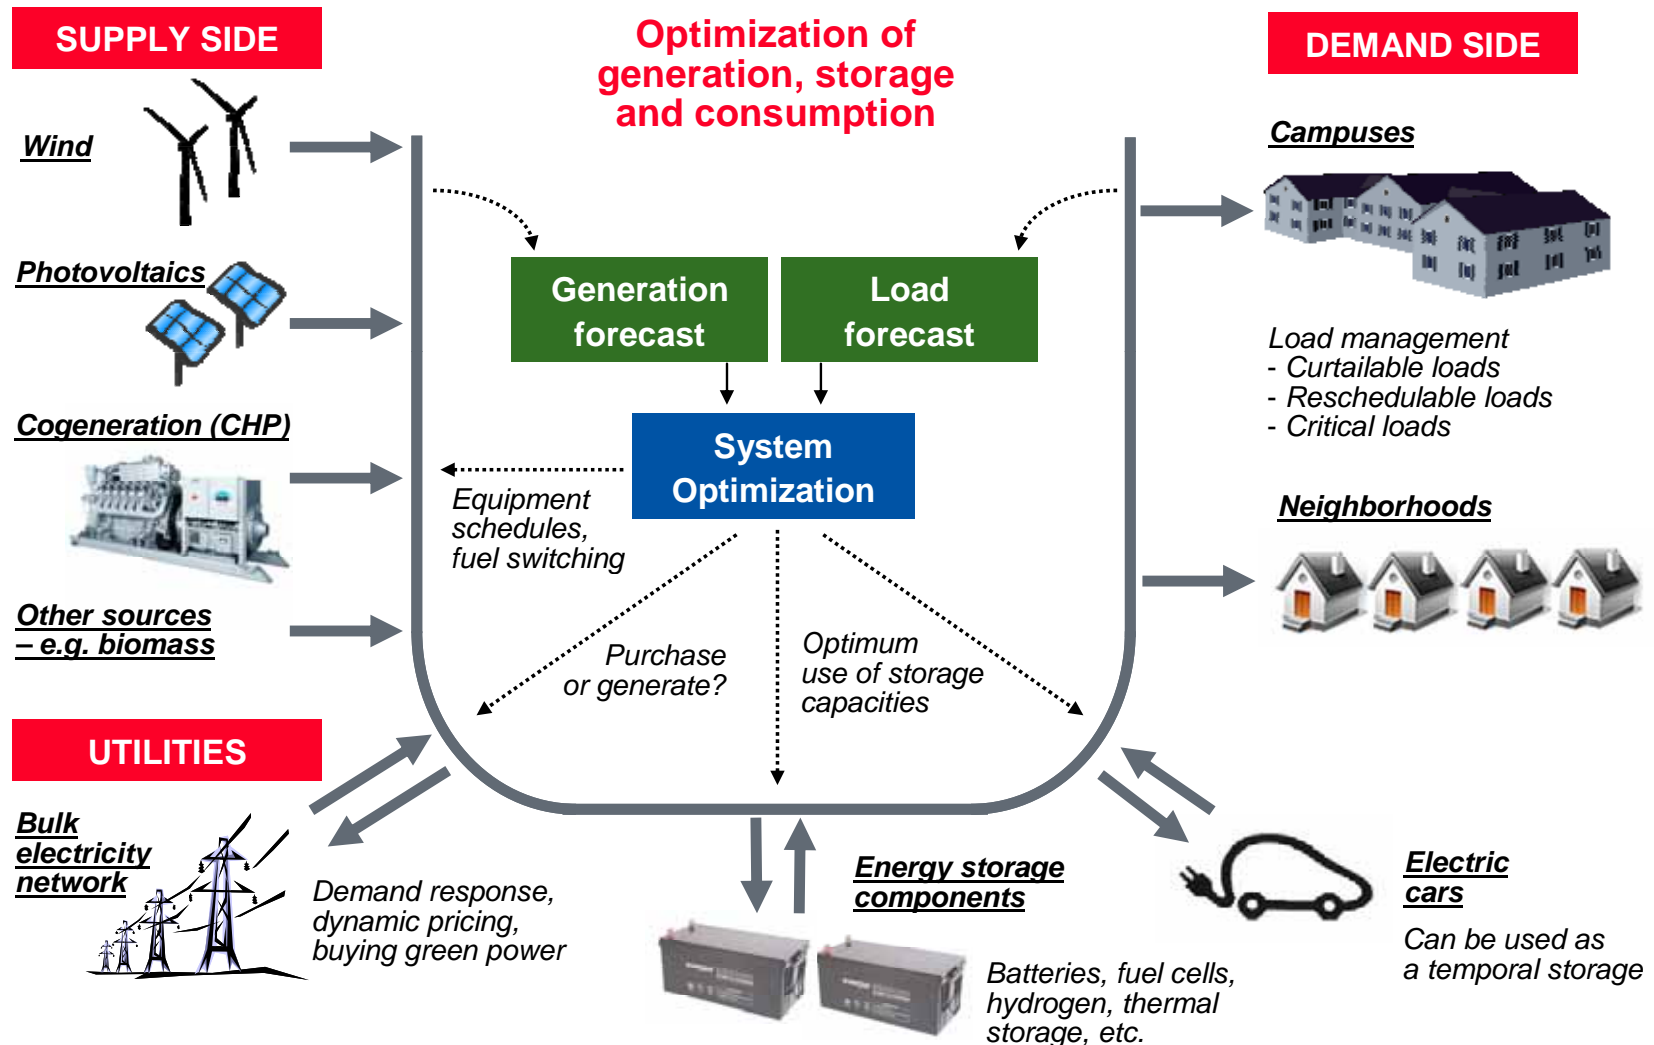 SUPPLY SIDE
Optimization of
generation, storage
and consumption
DEMAND SIDE
Wind
Photovoltaics
Cogeneration (CHP)
Other sources
– e.g. biomass
Generation
forecast
Load
forecast
System
Optimization
Equipment
schedules,
fuel switching
Purchase
or generate?
Optimum
use of storage
capacities
Campuses
Load management
- Curtailable loads
- Reschedulable loads
- Critical loads
Neighborhoods
UTILITIES
Bulk
electricity
network
Demand response,
dynamic pricing,
buying green power
Energy storage
components
Batteries, fuel cells,
hydrogen, thermal
storage, etc.
Electric
cars
Can be used as
a temporal storage